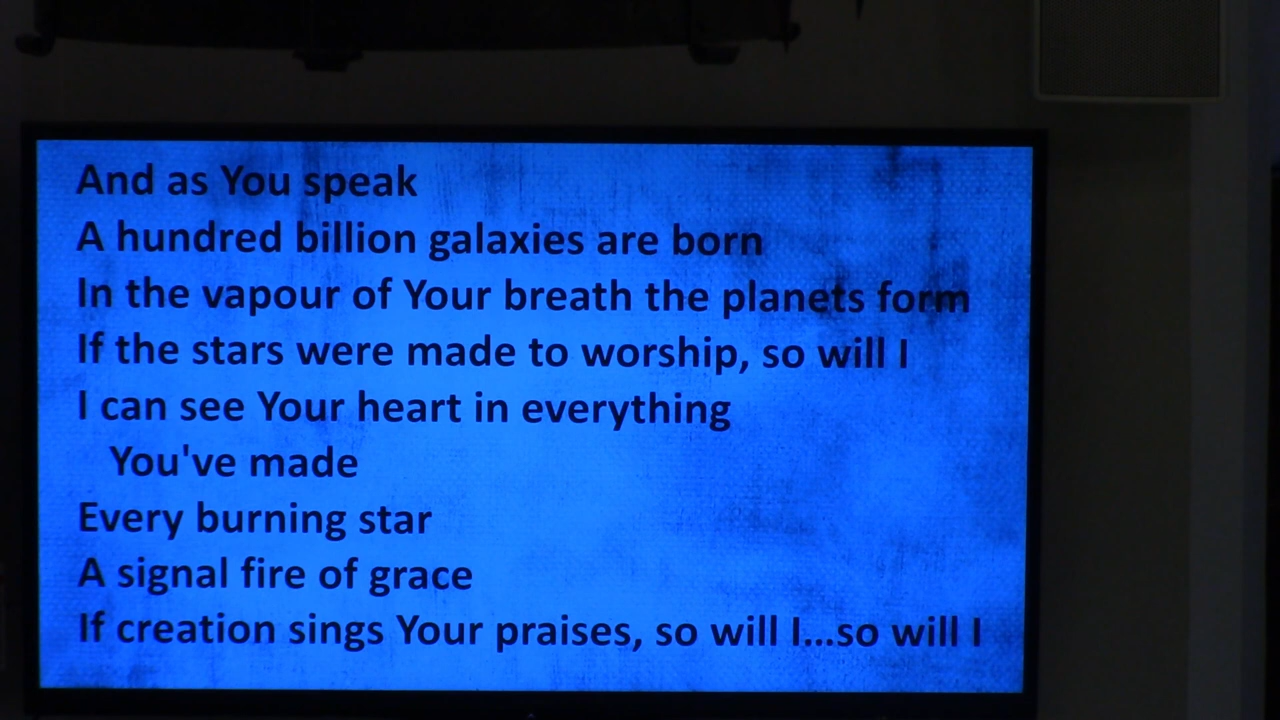 And as You speak
A hundred billion galaxies are born
In the vapour of Your breath the planets form
If the stars were made to worship, so will I
I can see Your heart in everything
You've made
Every burning star
A signal fire of grace
If creation sings Your praises, so will I...so will I